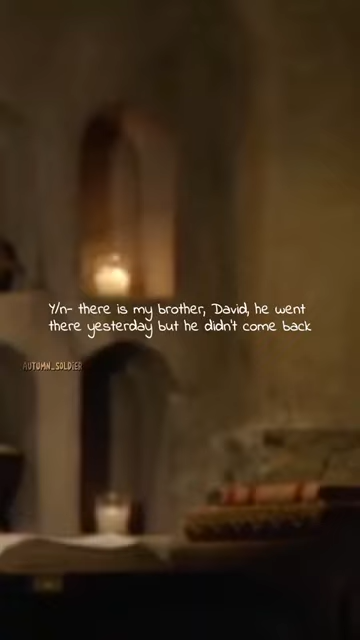 Y/n- there is my brother, David, he went
there yesterday but he didn't come back
AUTUMN_SOLDIER